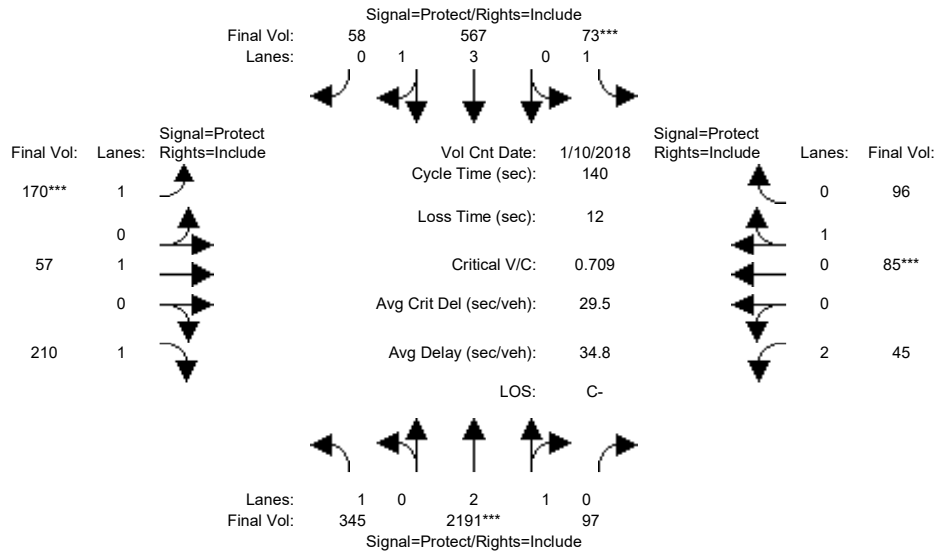 Signal=Protect/Rights=Include
Final Vol: 58 567 73***
Lanes: 0 1 3 0 1
Signal=Protect Signal=Protect
Final Vol: Lanes: Rights=Include Vol Cnt Date: 1/10/2018 Rights=Include Lanes: Final Vol:
Cycle Time (sec): 140
170*** 1 0 96
Loss Time (sec): 12
0 1
57 1 Critical V/C: 0.709 0 85***
0 Avg Crit Del (sec/veh): 29.5 0
210 1 Avg Delay (sec/veh): 34.8 2 45
LOS: C-
Lanes: 1 0 2 1 0
Final Vol: 345 2191*** 97
Signal=Protect/Rights=Include